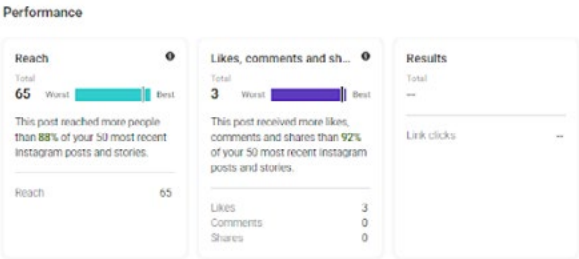 Performance
Reach
Total
65 Worst Best
This post reached more people
than 88% of your 50 most recent
Instagram posts and stories.
Reach 65
Likes, comments and sh...
Total
3 Worst Best
This post received more likes,
comments and shares than 92%
of your 50 most recent Instagram
posts and stories.
Likes 3
Comments 0
Shares 0
Results
Total
--
Link clicks --